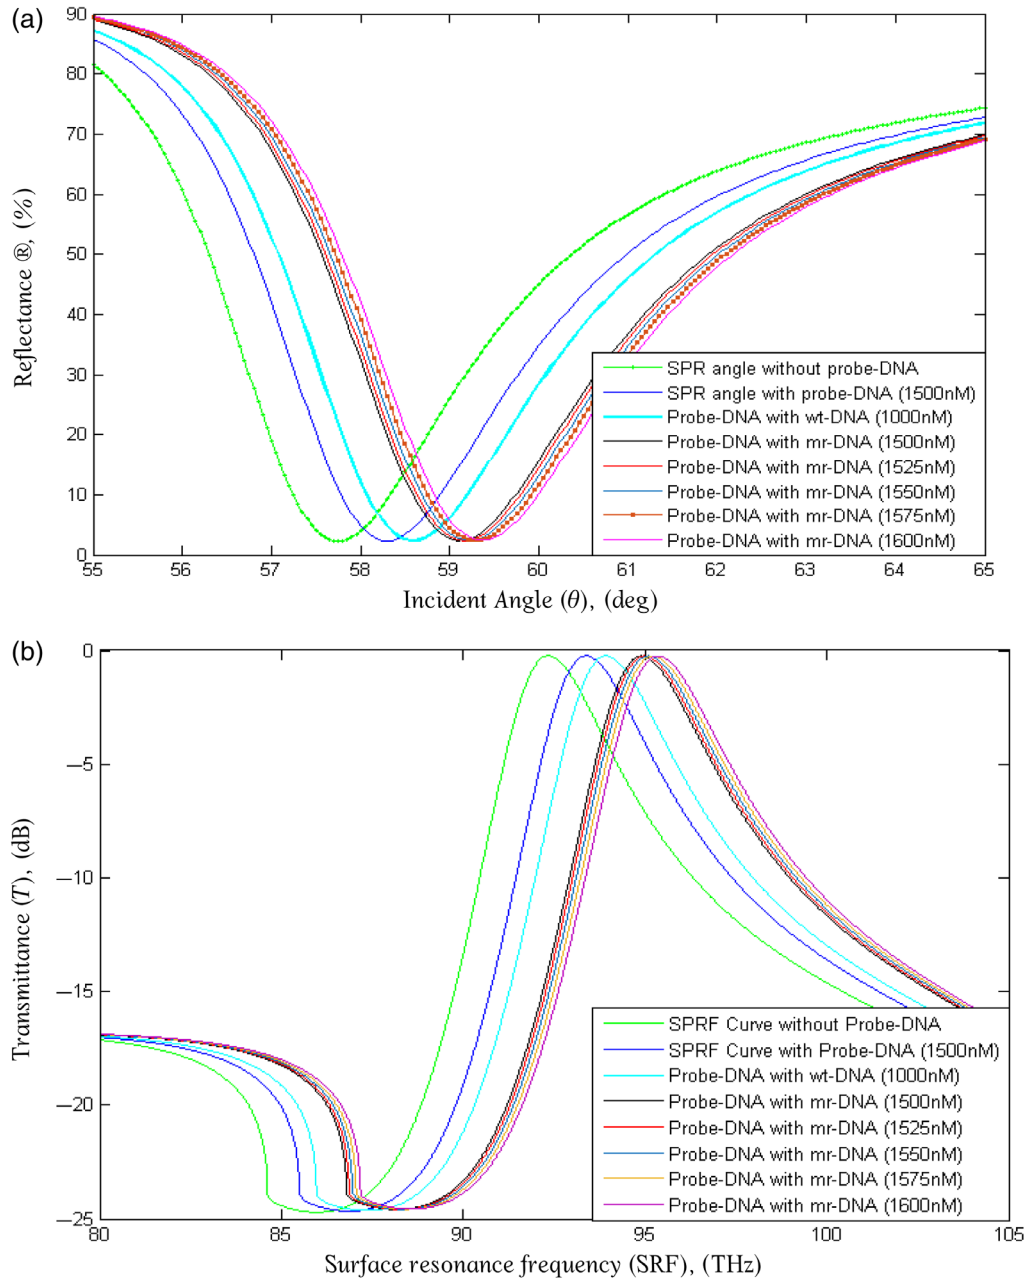 (a)
90
80
70
60
50
40
30
20
10
0
Reflectance ®, (%)
SPR angle without probe-DNA
SPR angle with probe-DNA (1500nM)
Probe-DNA with wt-DNA (1000nM)
Probe-DNA with mr-DNA (1500nM)
Probe-DNA with mr-DNA (1525nM)
Probe-DNA with mr-DNA (1550nM)
Probe-DNA with mr-DNA (1575nM)
Probe-DNA with mr-DNA (1600nM)
55 56 57 58 59 60 61 62 63 64 65
Incident Angle (θ), (deg)
(b)
0
−5
−10
−15
−20
−25
Transmittance (T), (dB)
SPRF Curve without Probe-DNA
SPRF Curve with Probe-DNA (1500nM)
Probe-DNA with wt-DNA (1000nM)
Probe-DNA with mr-DNA (1500nM)
Probe-DNA with mr-DNA (1525nM)
Probe-DNA with mr-DNA (1550nM)
Probe-DNA with mr-DNA (1575nM)
Probe-DNA with mr-DNA (1600nM)
80 85 90 95 100 105
Surface resonance frequency (SRF), (THz)